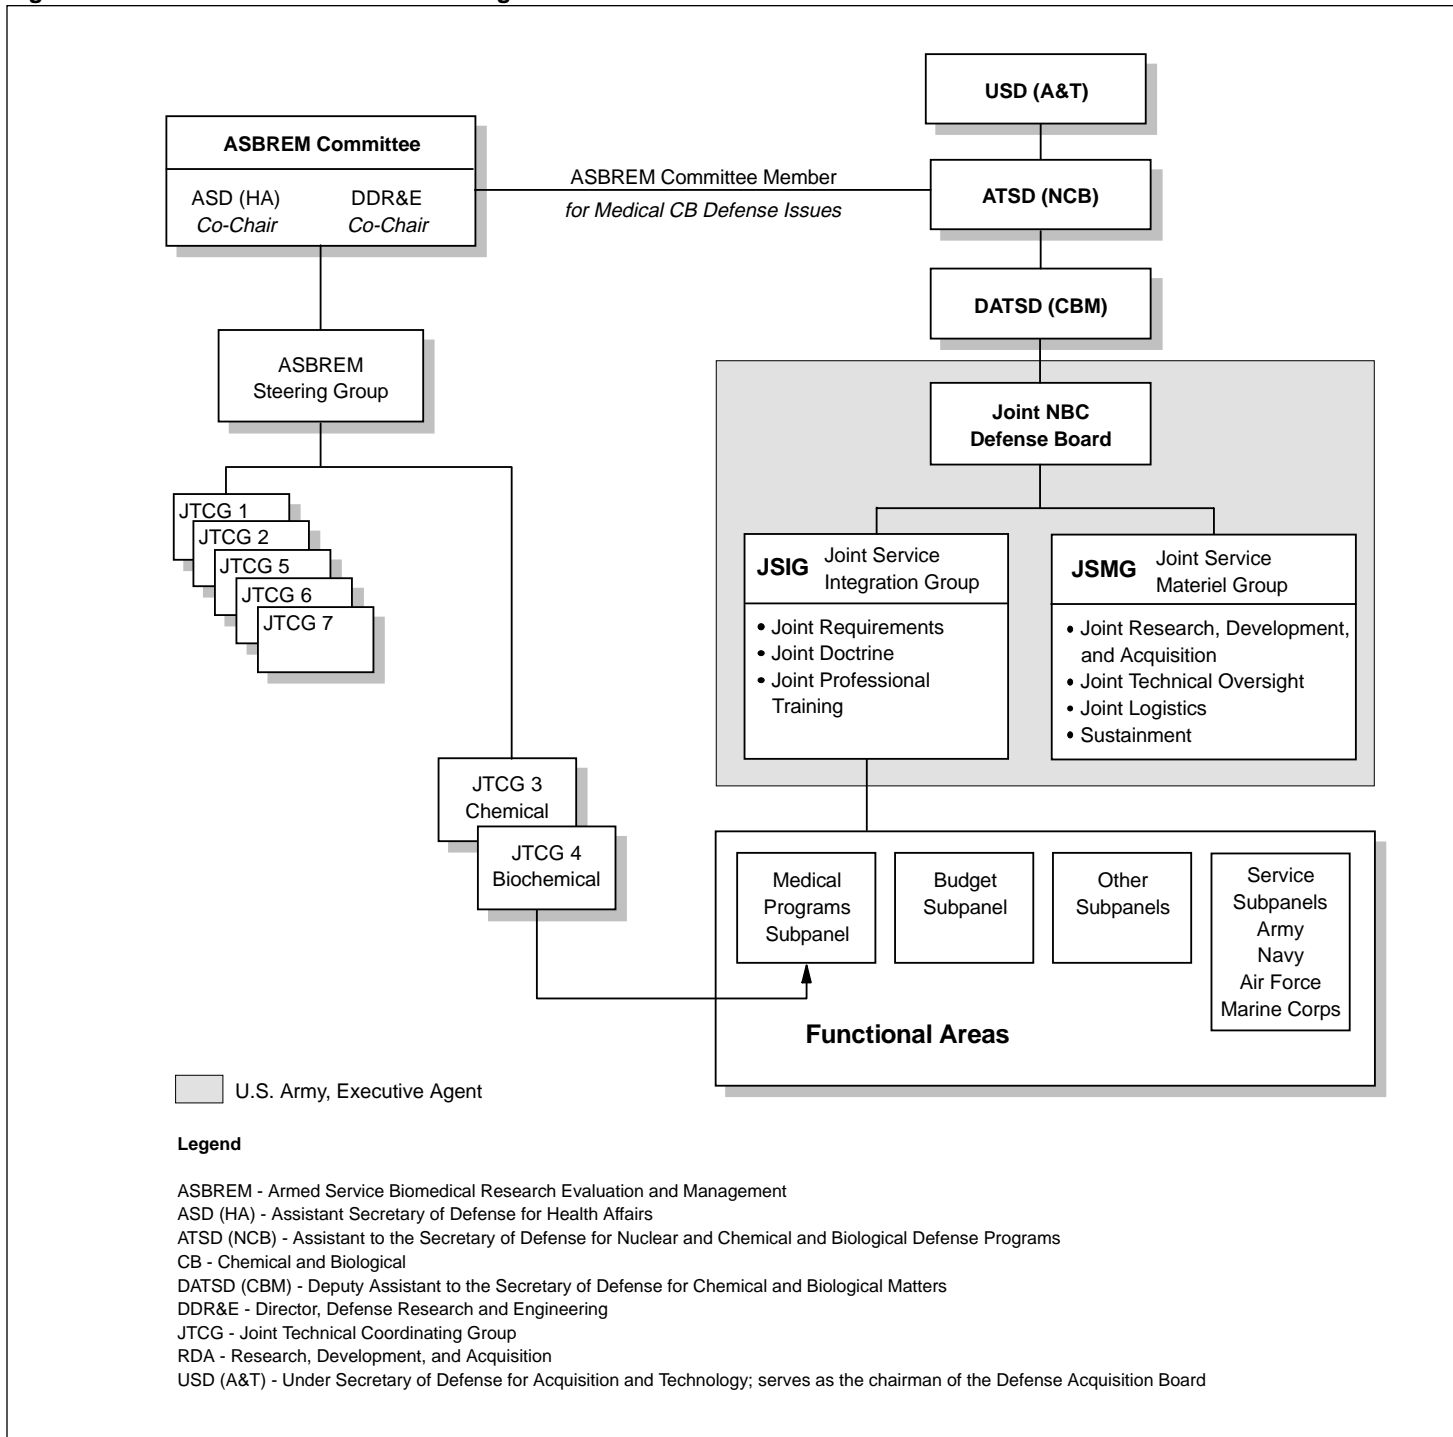 USD (A&T)
ASBREM Committee
ASD (HA)
Co-Chair
DDR&E
Co-Chair
ASBREM Committee Member
for Medical CB Defense Issues
ATSD (NCB)
DATSD (CBM)
ASBREM
Steering Group
Joint NBC
Defense Board
JTCG 1
JTCG 2
JTCG 5
JTCG 6
JTCG 7
JSIG
Joint Service
Integration Group
• Joint Requirements
• Joint Doctrine
• Joint Professional
Training
JSMG
Joint Service
Materiel Group
• Joint Research, Development,
and Acquisition
• Joint Technical Oversight
• Joint Logistics
• Sustainment
JTCG 3
Chemical
JTCG 4
Biochemical
Medical
Programs
Subpanel
Budget
Subpanel
Other
Subpanels
Service
Subpanels
Army
Navy
Air Force
Marine Corps
Functional Areas
U.S. Army, Executive Agent
Legend
ASBREM - Armed Service Biomedical Research Evaluation and Management
ASD (HA) - Assistant Secretary of Defense for Health Affairs
ATSD (NCB) - Assistant to the Secretary of Defense for Nuclear and Chemical and Biological Defense Programs
CB - Chemical and Biological
DATSD (CBM) - Deputy Assistant to the Secretary of Defense for Chemical and Biological Matters
DDR&E - Director, Defense Research and Engineering
JTCG - Joint Technical Coordinating Group
RDA - Research, Development, and Acquisition
USD (A&T) - Under Secretary of Defense for Acquisition and Technology; serves as the chairman of the Defense Acquisition Board